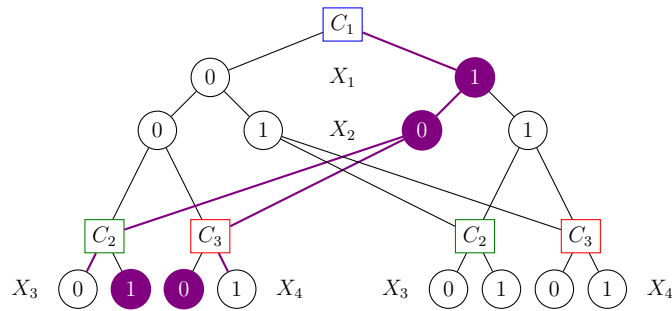 C₁
0 X₁ 1
0 1 X₂ 0 1
C₂ C₃ C₂ C₃
X₃ 0 1 0 1 X₄ X₃ 0 1 0 1 X₄